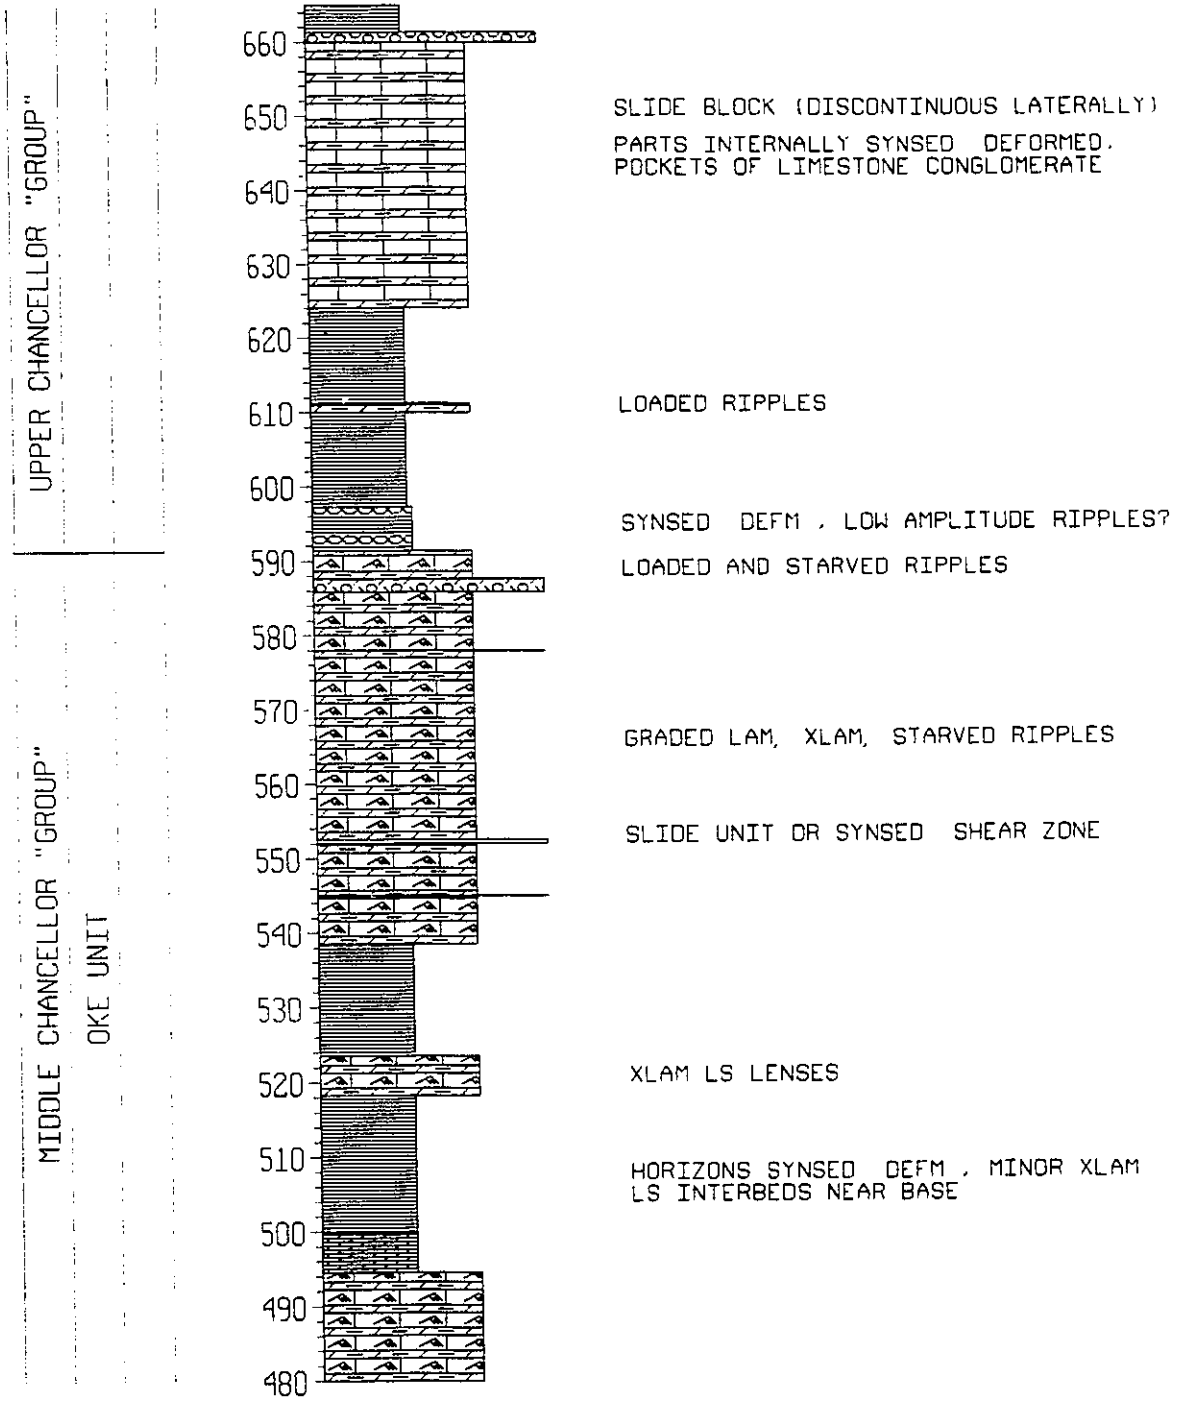 UPPER CHANCELLOR "GROUP"
MIDDLE CHANCELLOR "GROUP"
OKE UNIT
660
650
640
630
620
610
600
590
580
570
560
550
540
530
520
510
500
490
480
SLIDE BLOCK (DISCONTINUOUS LATERALLY)
PARTS INTERNALLY SYNSED DEFORMED.
POCKETS OF LIMESTONE CONGLOMERATE
LOADED RIPPLES
SYNSED DEFM , LOW AMPLITUDE RIPPLES?
LOADED AND STARVED RIPPLES
GRADED LAM, XLAM, STARVED RIPPLES
SLIDE UNIT OR SYNSED SHEAR ZONE
XLAM LS LENSES
HORIZONS SYNSED DEFM , MINOR XLAM
LS INTERBEDS NEAR BASE